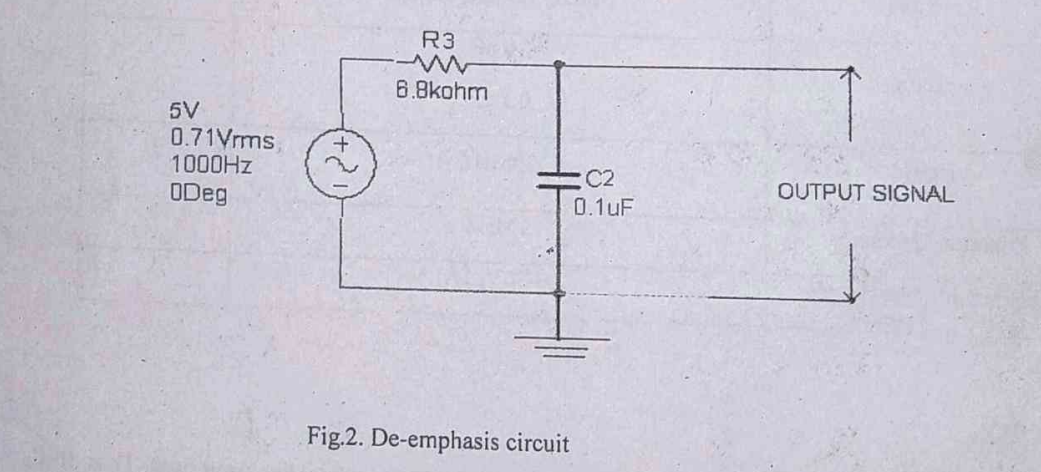 R3
6.8kohm
5V
0.71Vrms
1000Hz
0Deg
C2
0.1uF
OUTPUT SIGNAL
Fig.2. De-emphasis circuit